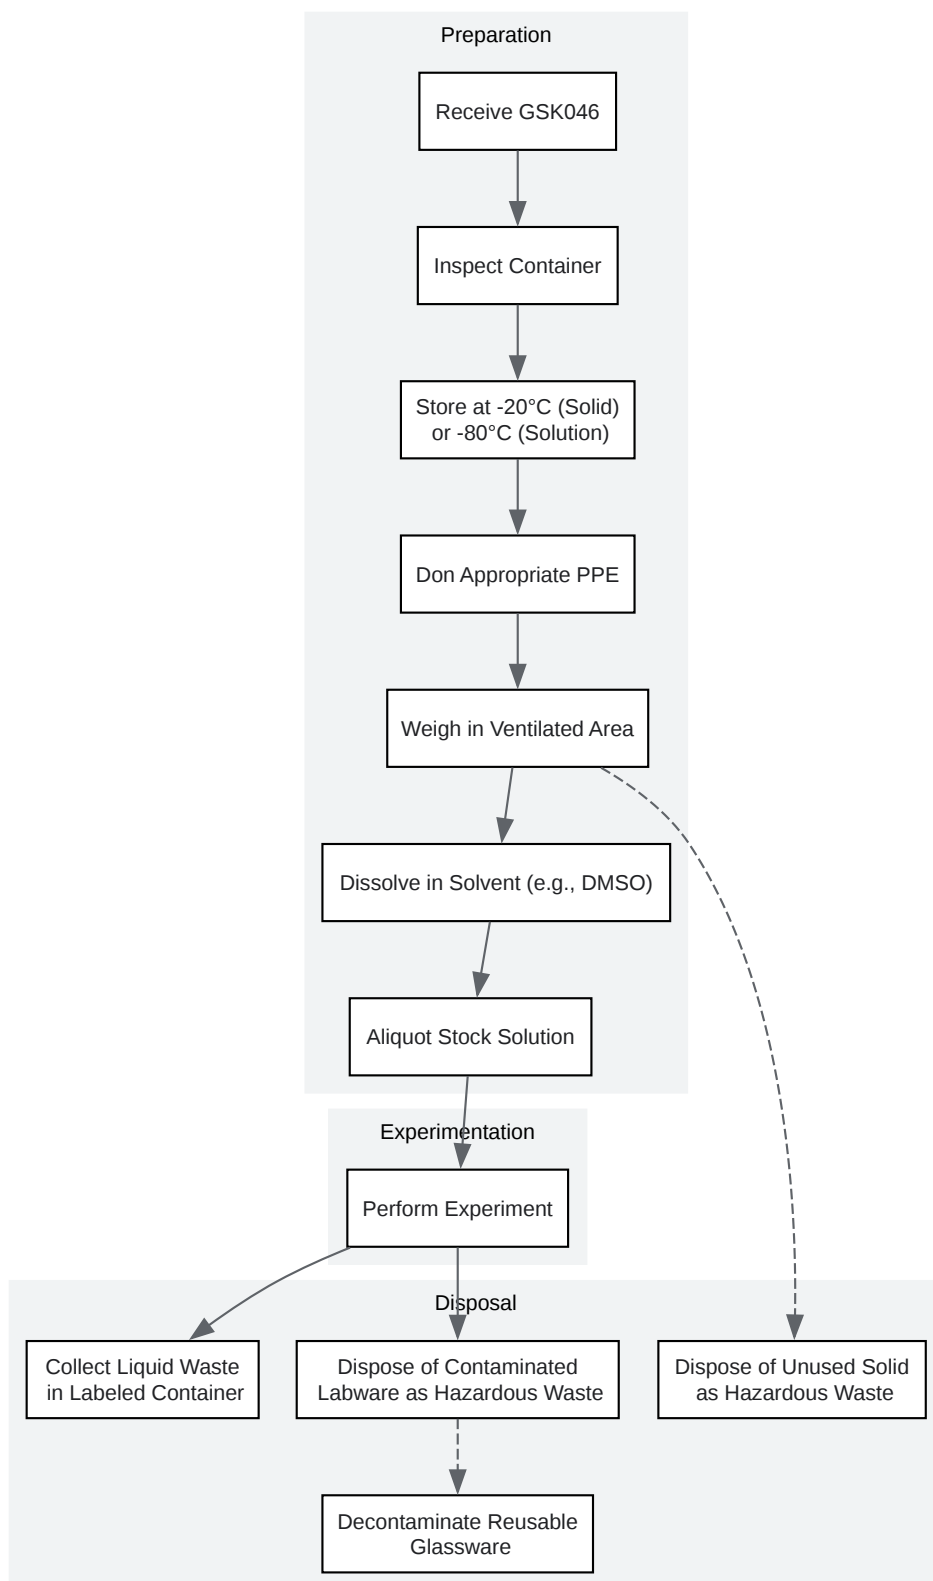 Preparation
Receive GSK046
Inspect Container
Store at -20°C (Solid)
or -80°C (Solution)
Don Appropriate PPE
Weigh in Ventilated Area
Dissolve in Solvent (e.g., DMSO)
Aliquot Stock Solution
Experimentation
Perform Experiment
Disposal
Collect Liquid Waste
in Labeled Container
Dispose of Contaminated
Labware as Hazardous Waste
Dispose of Unused Solid
as Hazardous Waste
Decontaminate Reusable
Glassware